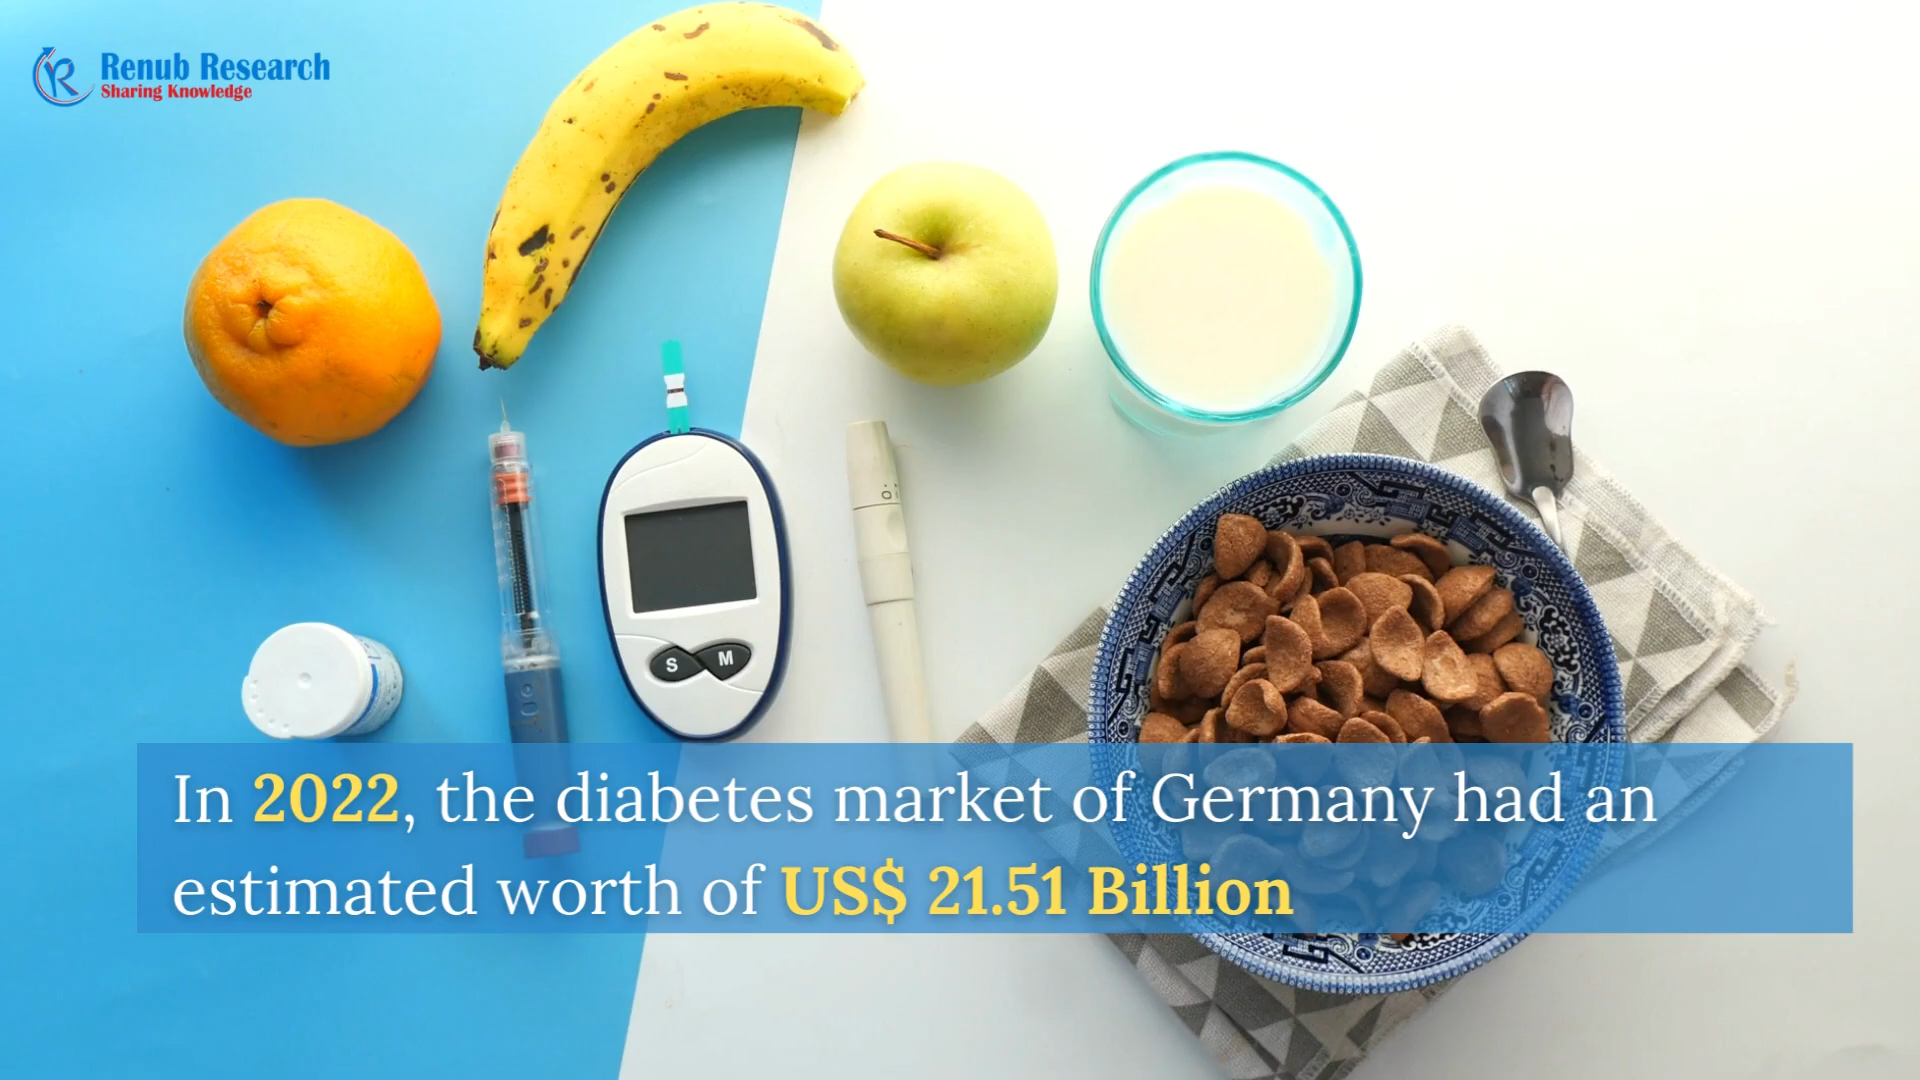 Renub Research
Sharing Knowledge
S M
In 2022, the diabetes market of Germany had an
estimated worth of US$ 21.51 Billion